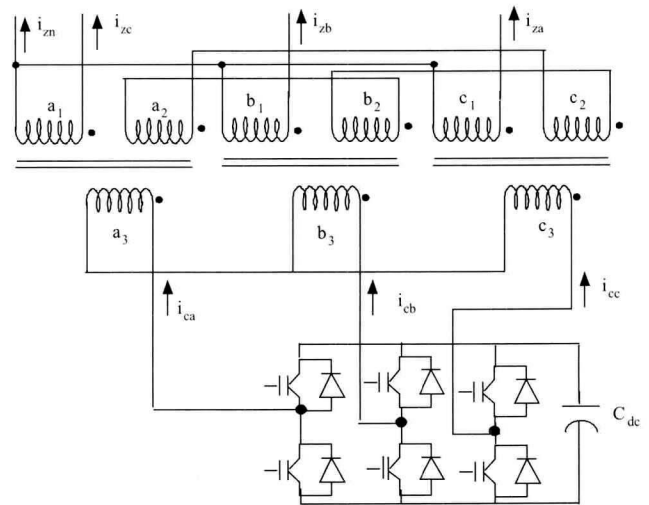 i_zn i_zc i_zb i_za
a_1 a_2 b_1 b_2 c_1 c_2
a_3 b_3 c_3
i_ca i_cb i_cc
C_dc